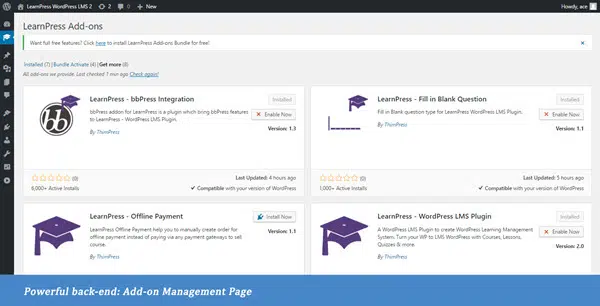 LearnPress WordPress LMS 2 2 0 + New Howdy, ace
LearnPress Add-ons
Want full free features? Click here to install LearnPress Add-ons Bundle for free!
Installed (7) | Bundle Activate (4) | Get more (8)
All add-ons we provide. Last checked 1 min ago. Check again!
LearnPress - bbPress Integration
Installed
bbPress addon for LearnPress is a plugin which bring bbPress features
to LearnPress - WordPress LMS Plugin.
Enable Now
By ThimPress
Version: 1.3
bb
(0)
Last Updated: 4 hours ago
6,000+ Active Installs
Compatible with your version of WordPress
LearnPress - Fill in Blank Question
Installed
Fill in Blank question type for LearnPress WordPress LMS Plugin.
Enable Now
By ThimPress
Version: 1.1
(0)
Last Updated: 5 hours ago
1,000+ Active Installs
Compatible with your version of WordPress
LearnPress - Offline Payment
Install Now
LearnPress Offline Payment help you to manually create order
for offline payment instead of paying via any payment gateways to sell
course.
Version: 1.1
By ThimPress
LearnPress - WordPress LMS Plugin
Installed
A WordPress LMS Plugin to create WordPress Learning Management
System. Turn your WP to LMS WordPress with Courses, Lessons,
Quizzes & more.
Enable Now
By ThimPress
Version: 2.0
Powerful back-end: Add-on Management Page